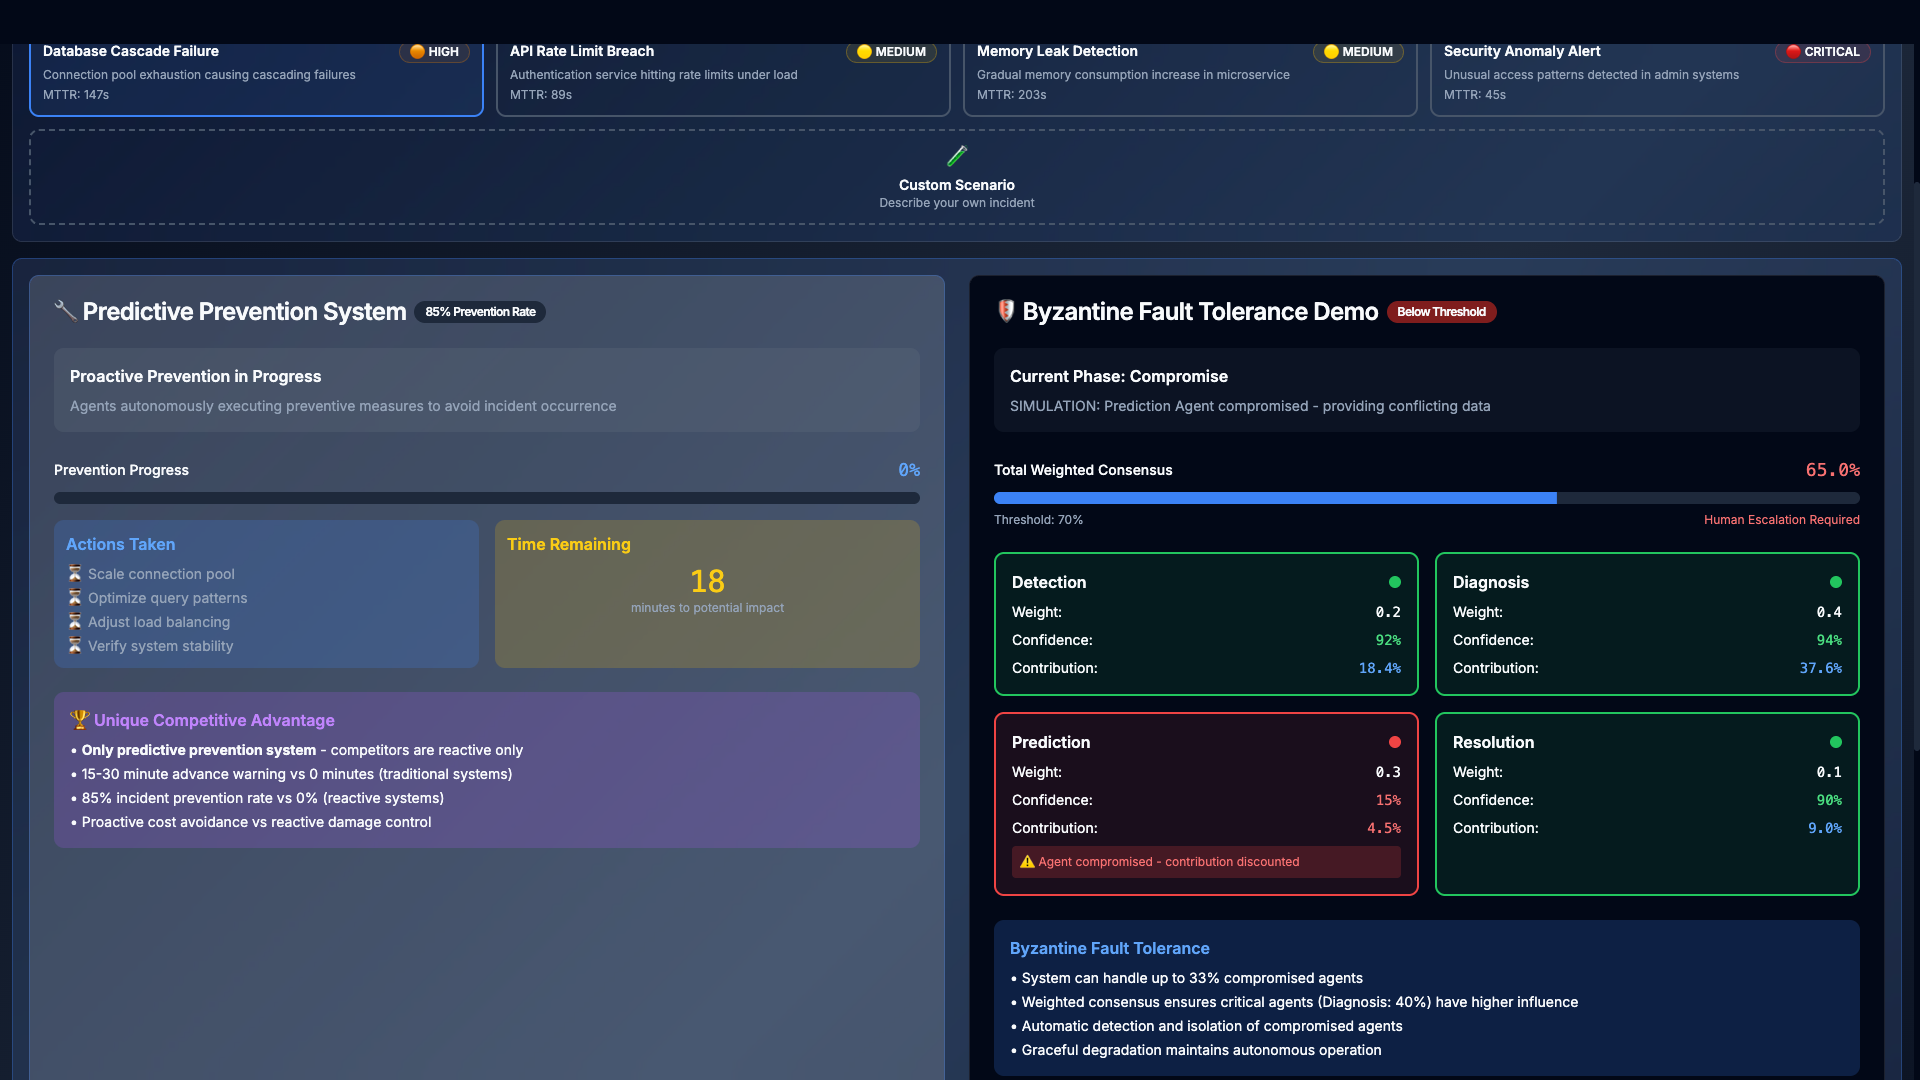 Database Cascade Failure
HIGH
Connection pool exhaustion causing cascading failures
MTTR: 147s
API Rate Limit Breach
MEDIUM
Authentication service hitting rate limits under load
MTTR: 89s
Memory Leak Detection
MEDIUM
Gradual memory consumption increase in microservice
MTTR: 203s
Security Anomaly Alert
CRITICAL
Unusual access patterns detected in admin systems
MTTR: 45s
Custom Scenario
Describe your own incident
Predictive Prevention System
85% Prevention Rate
Proactive Prevention in Progress
Agents autonomously executing preventive measures to avoid incident occurrence
Prevention Progress
0%
Actions Taken
Scale connection pool
Optimize query patterns
Adjust load balancing
Verify system stability
Time Remaining
18
minutes to potential impact
Unique Competitive Advantage
• Only predictive prevention system - competitors are reactive only
• 15-30 minute advance warning vs 0 minutes (traditional systems)
• 85% incident prevention rate vs 0% (reactive systems)
• Proactive cost avoidance vs reactive damage control
Byzantine Fault Tolerance Demo
Below Threshold
Current Phase: Compromise
SIMULATION: Prediction Agent compromised - providing conflicting data
Total Weighted Consensus
65.0%
Threshold: 70%
Human Escalation Required
Detection
Weight: 0.2
Confidence: 92%
Contribution: 18.4%
Diagnosis
Weight: 0.4
Confidence: 94%
Contribution: 37.6%
Prediction
Weight: 0.3
Confidence: 15%
Contribution: 4.5%
Agent compromised - contribution discounted
Resolution
Weight: 0.1
Confidence: 90%
Contribution: 9.0%
Byzantine Fault Tolerance
• System can handle up to 33% compromised agents
• Weighted consensus ensures critical agents (Diagnosis: 40%) have higher influence
• Automatic detection and isolation of compromised agents
• Graceful degradation maintains autonomous operation